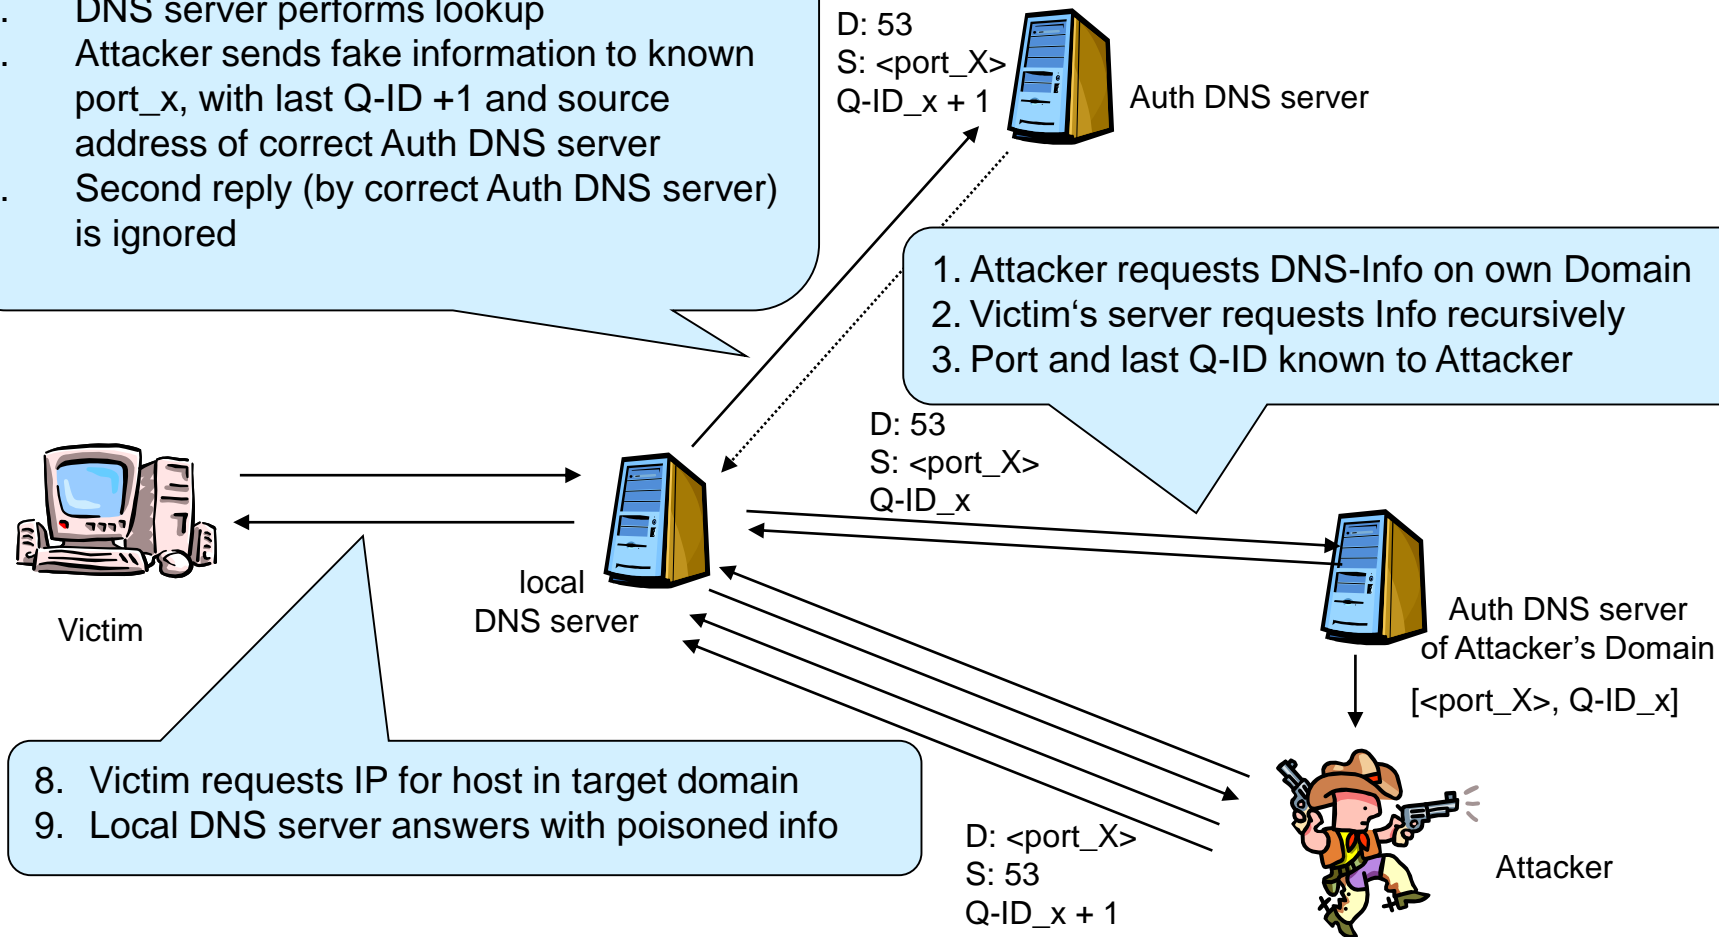 . DNS server performs lookup
. Attacker sends fake information to known
port_x, with last Q-ID +1 and source
address of correct Auth DNS server
. Second reply (by correct Auth DNS server)
is ignored
D: 53
S: <port_X>
Q-ID_x + 1
Auth DNS server
1. Attacker requests DNS-Info on own Domain
2. Victim‘s server requests Info recursively
3. Port and last Q-ID known to Attacker
D: 53
S: <port_X>
Q-ID_x
Victim
local
DNS server
Auth DNS server
of Attacker’s Domain
[<port_X>, Q-ID_x]
8. Victim requests IP for host in target domain
9. Local DNS server answers with poisoned info
D: <port_X>
S: 53
Q-ID_x + 1
Attacker